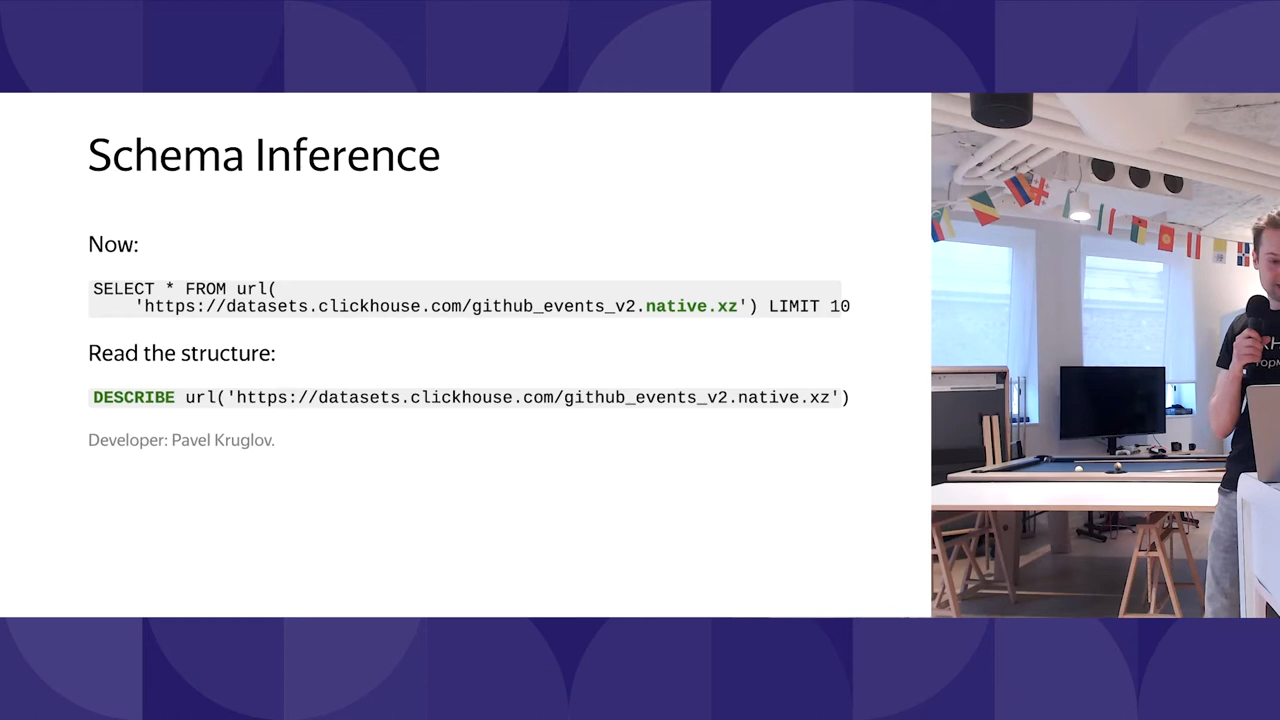 Schema Inference
Now:
SELECT * FROM url(
'https://datasets.clickhouse.com/github_events_v2.native.xz') LIMIT 10
Read the structure:
DESCRIBE url('https://datasets.clickhouse.com/github_events_v2.native.xz')
Developer: Pavel Kruglov.